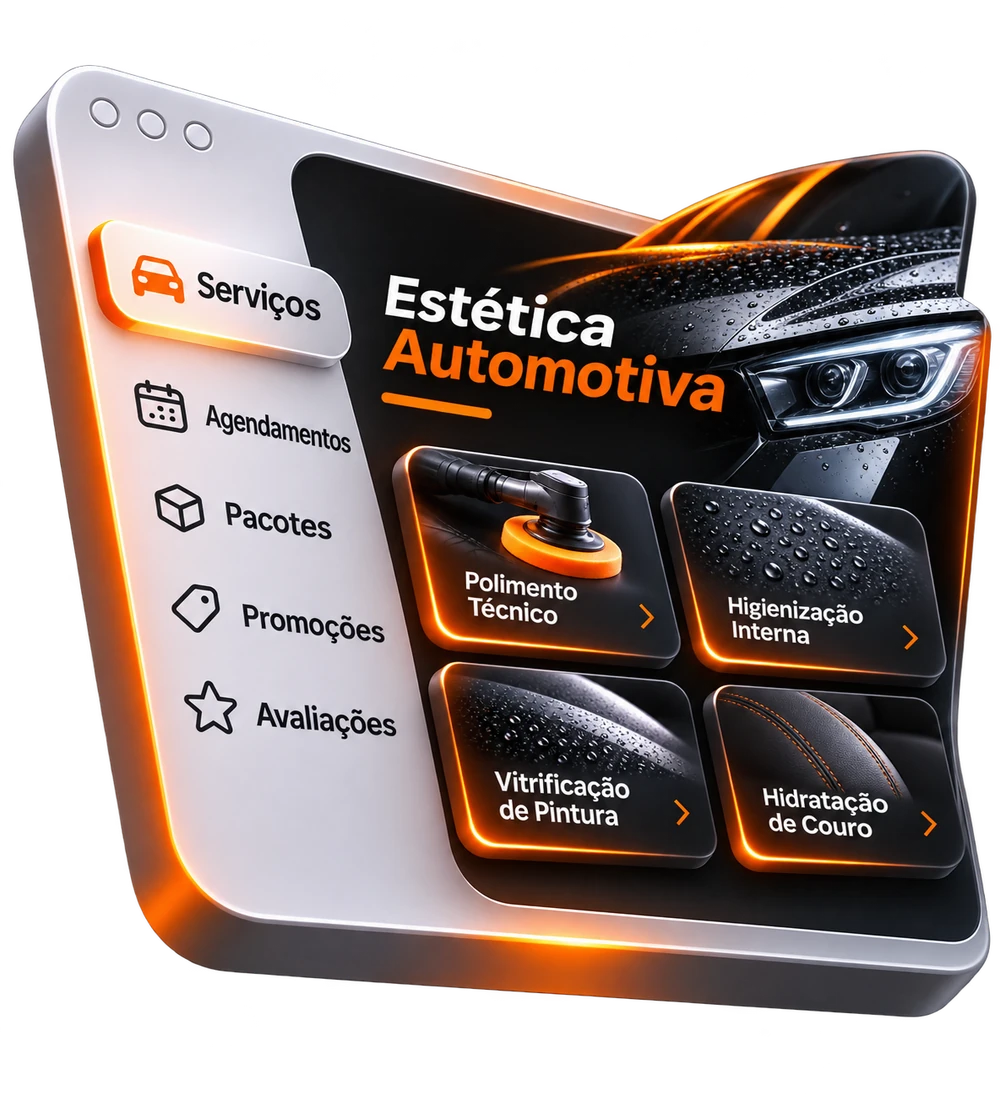 Serviços
Agendamentos
Pacotes
Promoções
Avaliações
Estética
Automotiva
Polimento
Técnico
Higienização
Interna
Vitrificação
de Pintura
Hidratação
de Couro